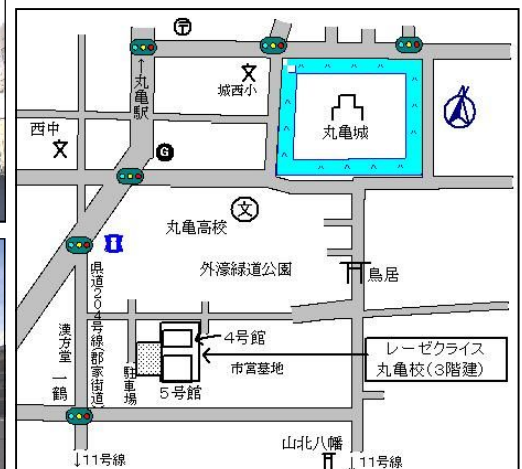 〒
文
城西小
↑丸亀駅
西中
文
G
丸亀城
文
丸亀高校
外濠緑道公園
鳥居
県道204号線(郡家街道)
漢方堂
一鶴
駐車場
4号館
5号館
市営墓地
レーゼクライス
丸亀校(3階建)
山北八幡
↓11号線
↓11号線